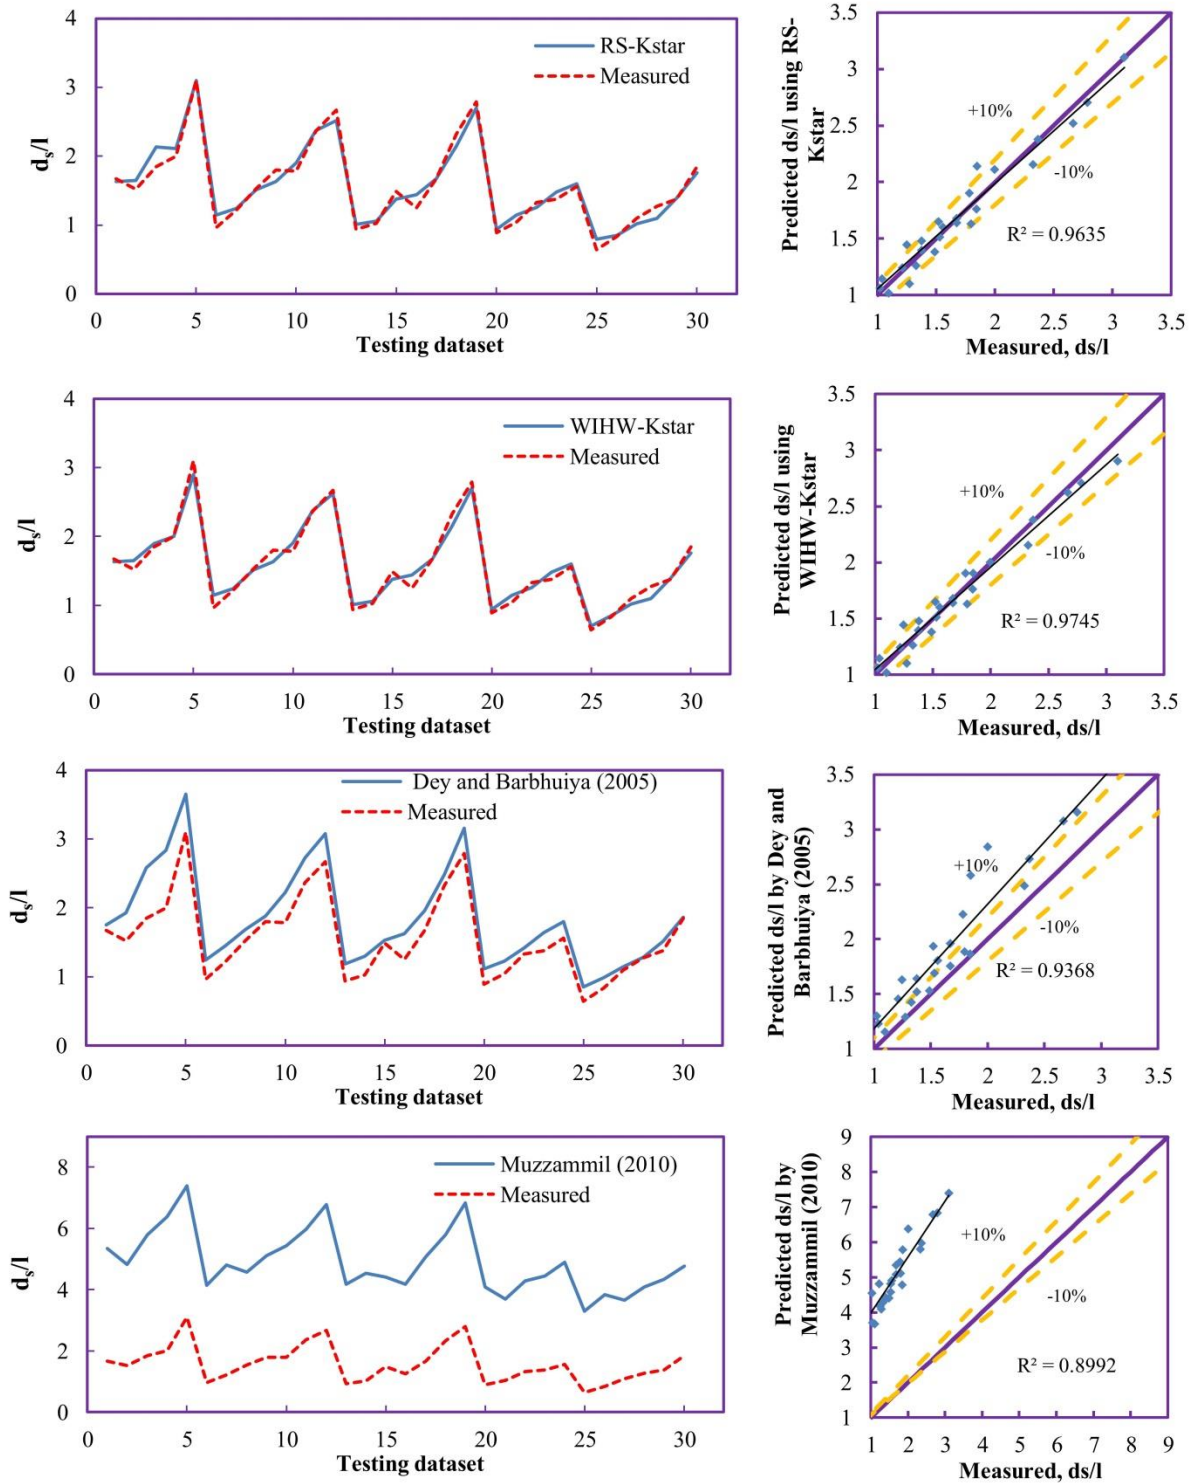 4
3
2
1
0
d_s/l
RS-Kstar
Measured
0 5 10 15 20 25 30
Testing dataset
Predicted ds/l using RS-
Kstar
3.5
3
2.5
2
1.5
1
+10%
-10%
R² = 0.9635
1 1.5 2 2.5 3 3.5
Measured, ds/l
4
3
2
1
0
d_s/l
WIHW-Kstar
Measured
0 5 10 15 20 25 30
Testing dataset
Predicted ds/l using
WIHW-Kstar
3.5
3
2.5
2
1.5
1
+10%
-10%
R² = 0.9745
1 1.5 2 2.5 3 3.5
Measured, ds/l
4
3
2
1
0
d_s/l
Dey and Barbhuiya (2005)
Measured
0 5 10 15 20 25 30
Testing dataset
Predicted ds/l by Dey and
Barbhuiya (2005)
3.5
3
2.5
2
1.5
1
+10%
-10%
R² = 0.9368
1 1.5 2 2.5 3 3.5
Measured, ds/l
8
6
4
2
0
d_s/l
Muzzammil (2010)
Measured
0 5 10 15 20 25 30
Testing dataset
Predicted ds/l by
Muzzammil (2010)
9
8
7
6
5
4
3
2
1
+10%
-10%
R² = 0.8992
1 2 3 4 5 6 7 8 9
Measured, ds/l